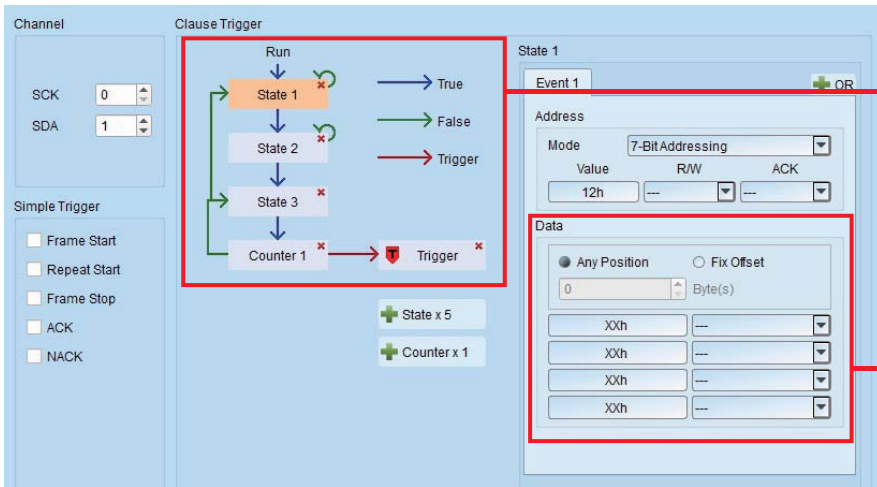 Channel
SCK 0
SDA 1
Simple Trigger
Frame Start
Repeat Start
Frame Stop
ACK
NACK
Clause Trigger
Run
State 1
State 2
State 3
Counter 1
T Trigger
True
False
Trigger
State x 5
Counter x 1
State 1
Event 1 OR
Address
Mode 7-Bit Addressing
Value R/W ACK
12h --- ---
Data
Any Position Fix Offset
0 Byte(s)
XXh ---
XXh ---
XXh ---
XXh ---